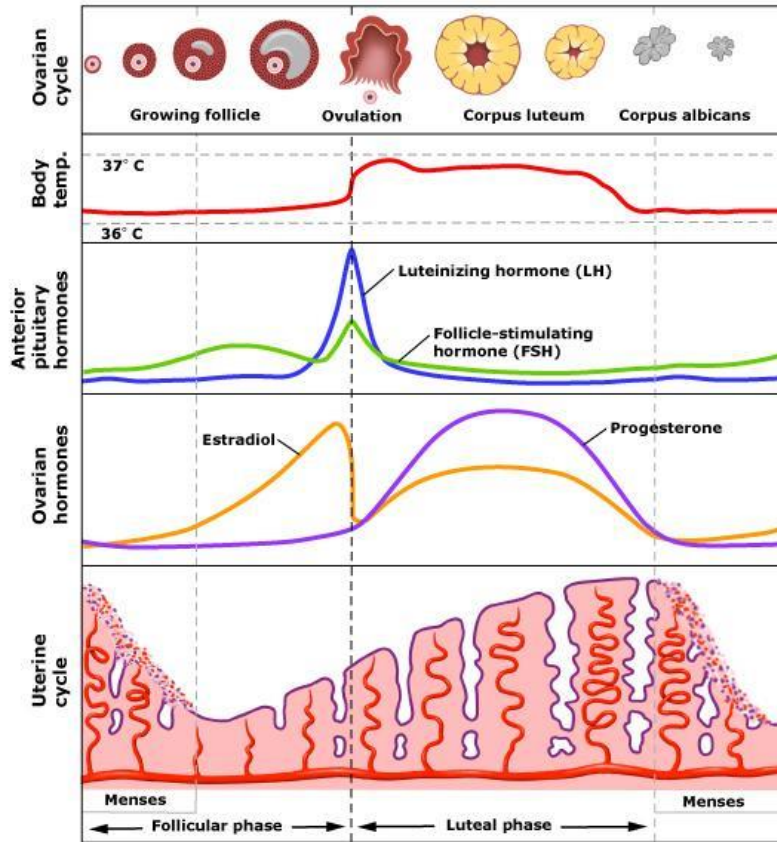 Ovarian
cycle
Growing follicle
Ovulation
Corpus luteum
Corpus albicans
Body
temp.
37° C
36° C
Anterior
pituitary
hormones
Luteinizing hormone (LH)
Follicle-stimulating
hormone (FSH)
Ovarian
hormones
Estradiol
Progesterone
Uterine
cycle
Menses
Menses
Follicular phase
Luteal phase